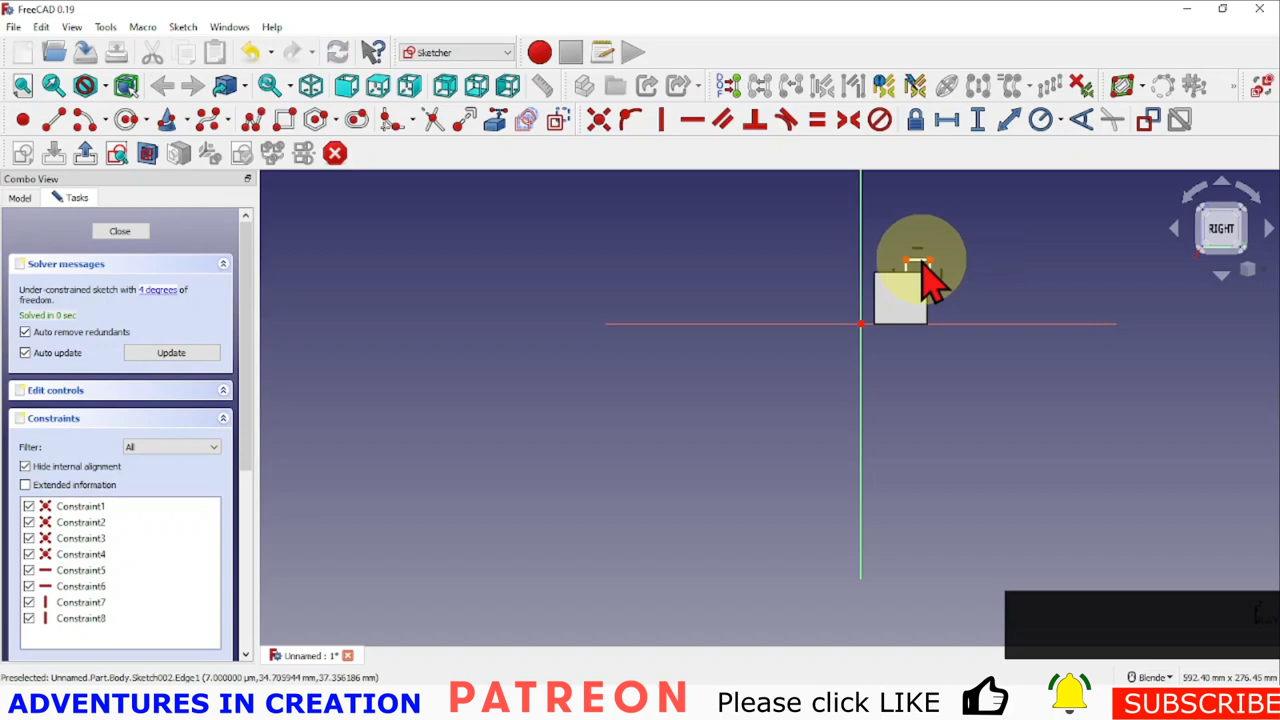 FreeCAD 0.19
File Edit View Tools Macro Sketch Windows Help
Sketcher
Combo View
Model Tasks
Close
Solver messages
Under-constrained sketch with 4 degrees of
freedom.
Solved in 0 sec
Auto remove redundants
Auto update Update
Edit controls
Constraints
Filter: All
Hide internal alignment
Extended information
Constraint1
Constraint2
Constraint3
Constraint4
Constraint5
Constraint6
Constraint7
Constraint8
RIGHT
Unnamed : 1*
Preselected: Unnamed.Part.Body.Sketch002.Edge1 (7.000000 µm,34.705944 mm,37.356186 mm)
Blende 592.40 mm x 276.45 mm
ADVENTURES IN CREATION PATREON Please click LIKE SUBSCRIBE